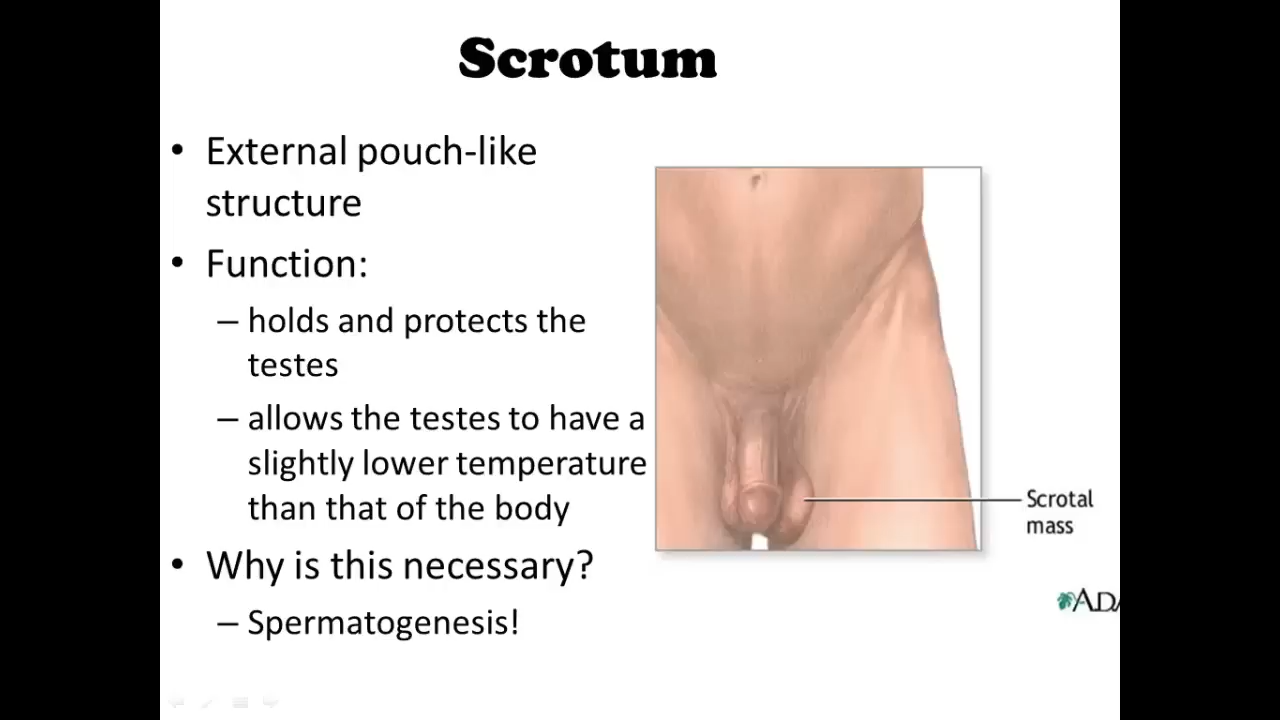 Scrotum
• External pouch-like
structure
• Function:
– holds and protects the
testes
– allows the testes to have a
slightly lower temperature
than that of the body
• Why is this necessary?
– Spermatogenesis!
Scrotal
mass